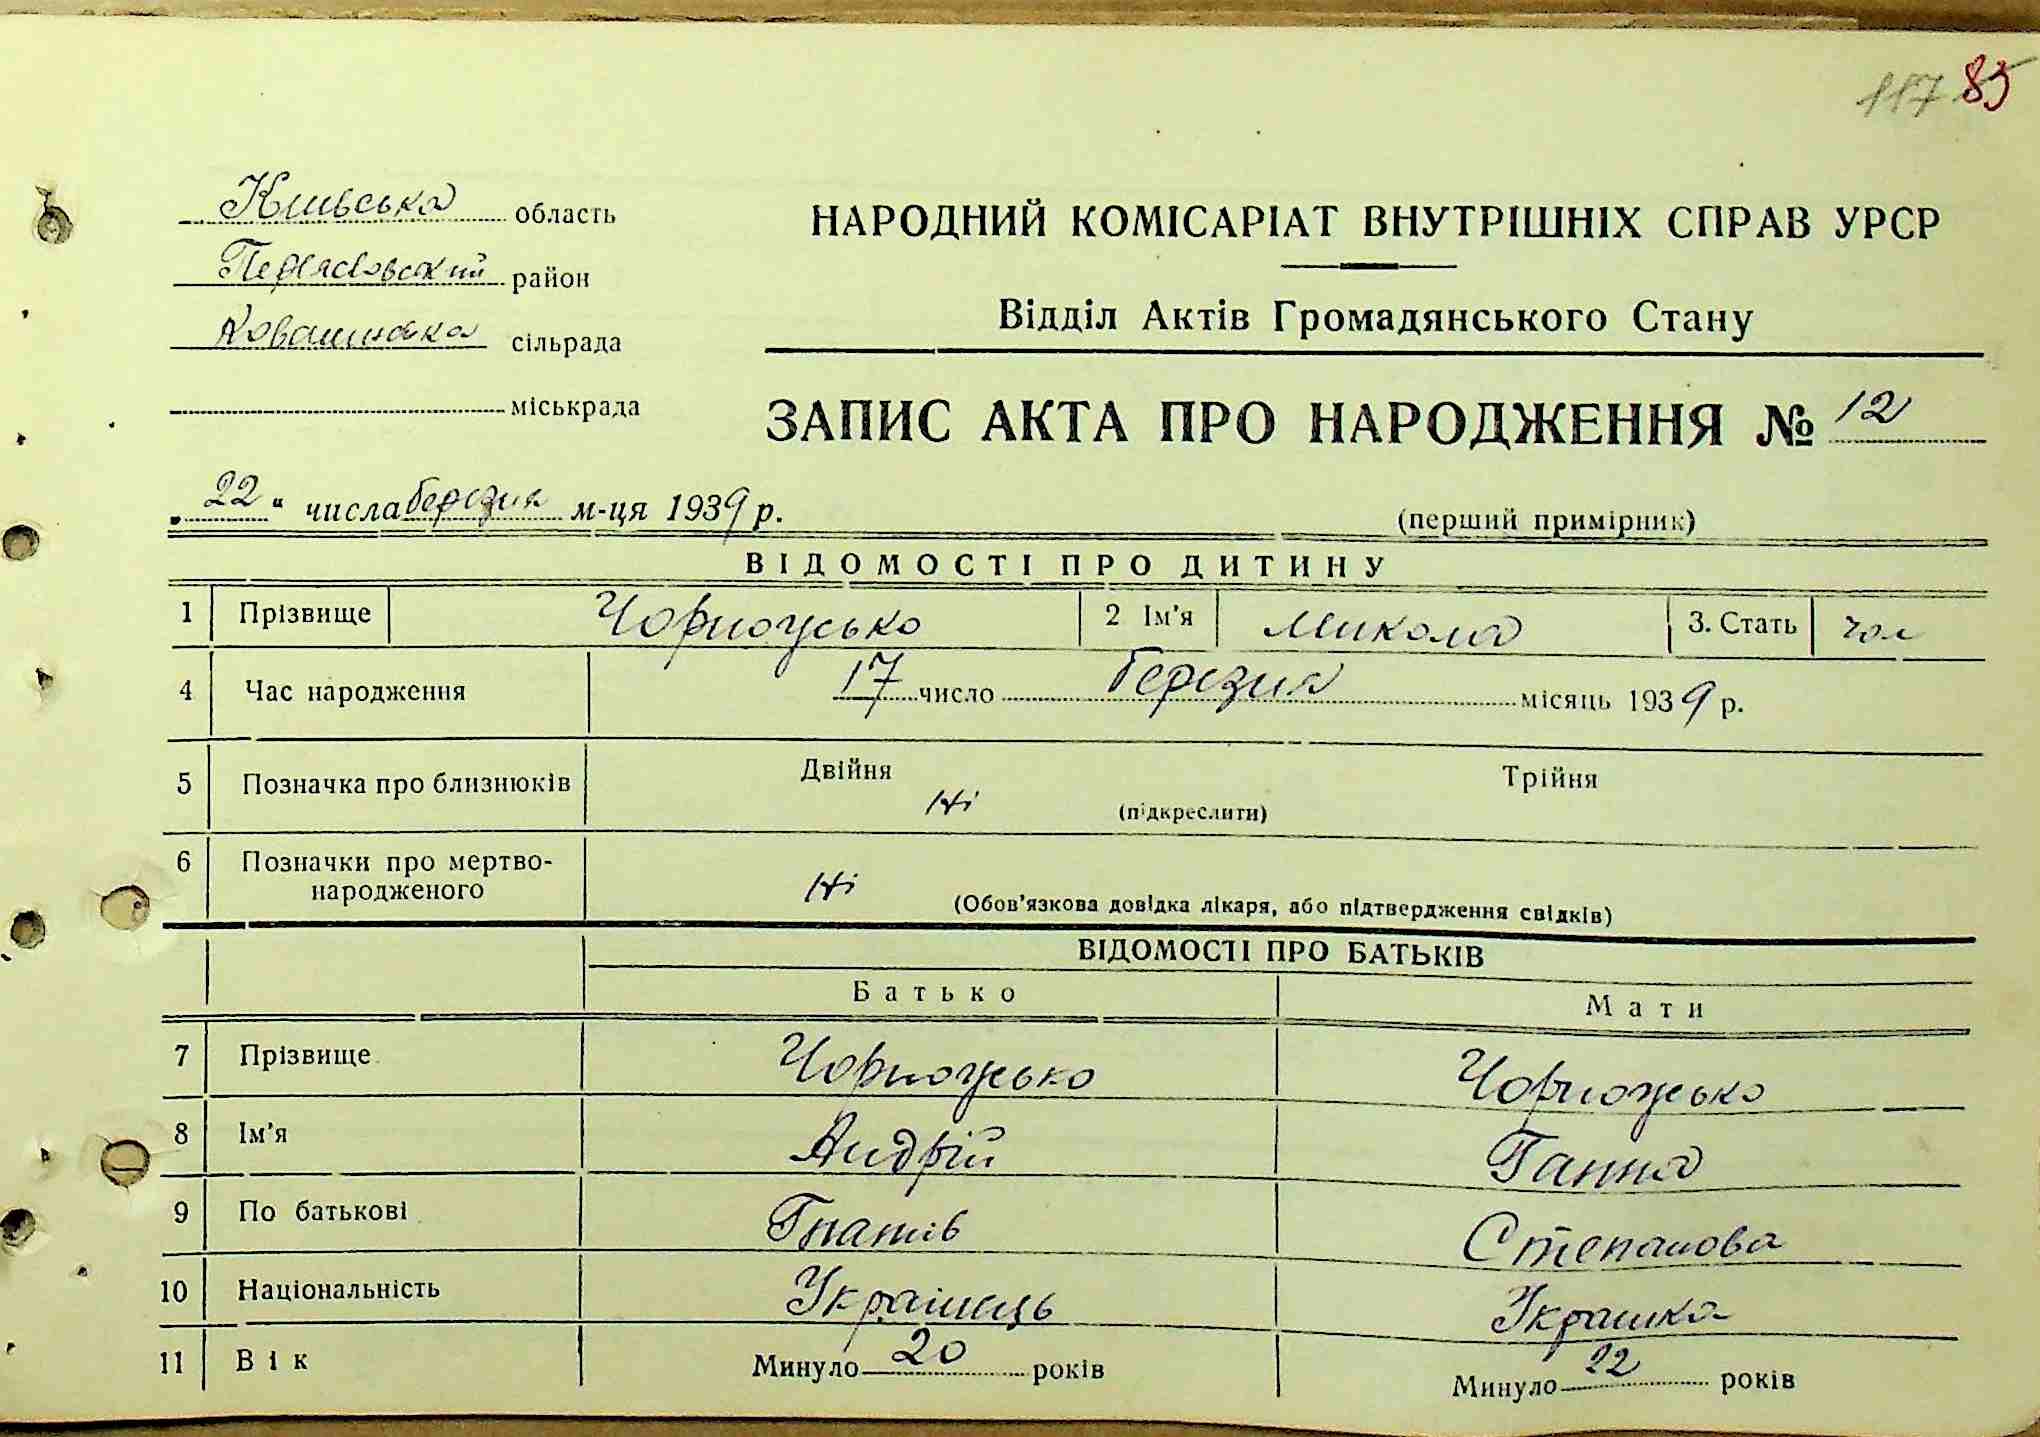 117 85
Київська область
Переяславський район
Ковалинська сільрада
міськрада
НАРОДНИЙ КОМІСАРІАТ ВНУТРІШНІХ СПРАВ УРСР
Відділ Актів Громадянського Стану
ЗАПИС АКТА ПРО НАРОДЖЕННЯ № 12
„22“ числа березня м-ця 1939 р.
(перший примірник)
ВІДОМОСТІ ПРО ДИТИНУ
1 Прізвище Чорногусько 2 Ім'я Микола 3. Стать чол
4 Час народження 17 число березня місяць 1939 р.
5 Позначка про близнюків Двійня Ні (підкреслити) Трійня
6 Позначки про мертво-
народженого Ні (Обов'язкова довідка лікаря, або підтвердження свідків)
ВІДОМОСТІ ПРО БАТЬКІВ
Батько Мати
7 Прізвище Чорногусько Чорногусько
8 Ім'я Андрій Ганна
9 По батькові Гнатів Степанова
10 Національність Українець Українка
11 Вік Минуло 20 років Минуло 22 років